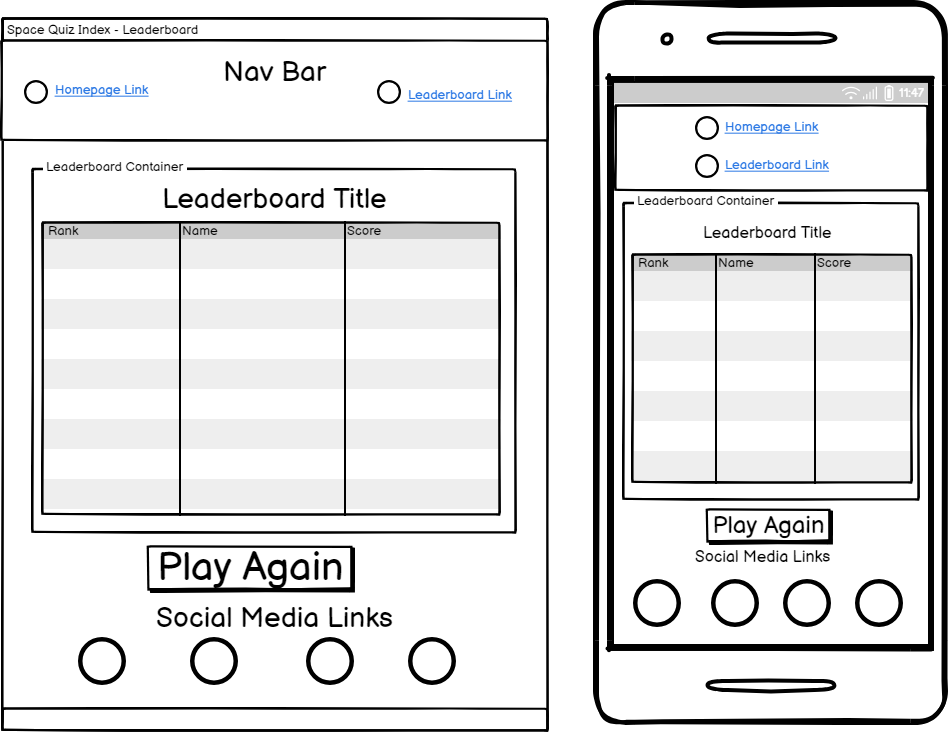 Space Quiz Index - Leaderboard
Nav Bar
Homepage Link
Leaderboard Link
Leaderboard Container
Leaderboard Title
Rank Name Score
Play Again
Social Media Links
11:47
Homepage Link
Leaderboard Link
Leaderboard Container
Leaderboard Title
Rank Name Score
Play Again
Social Media Links